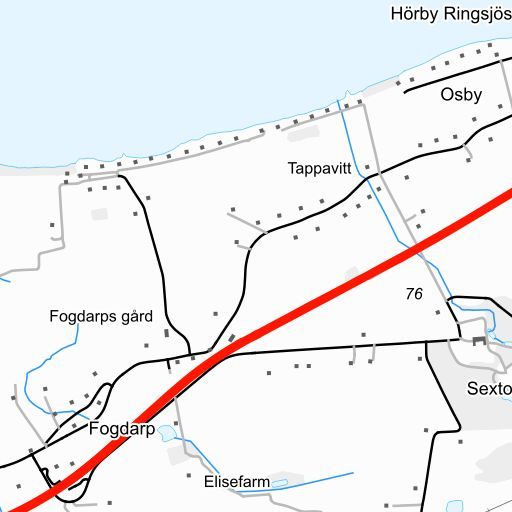 Hörby Ringsjös
Osby
Tappavitt
76
Fogdarps gård
Sexto
Fogdarp
Elisefarm